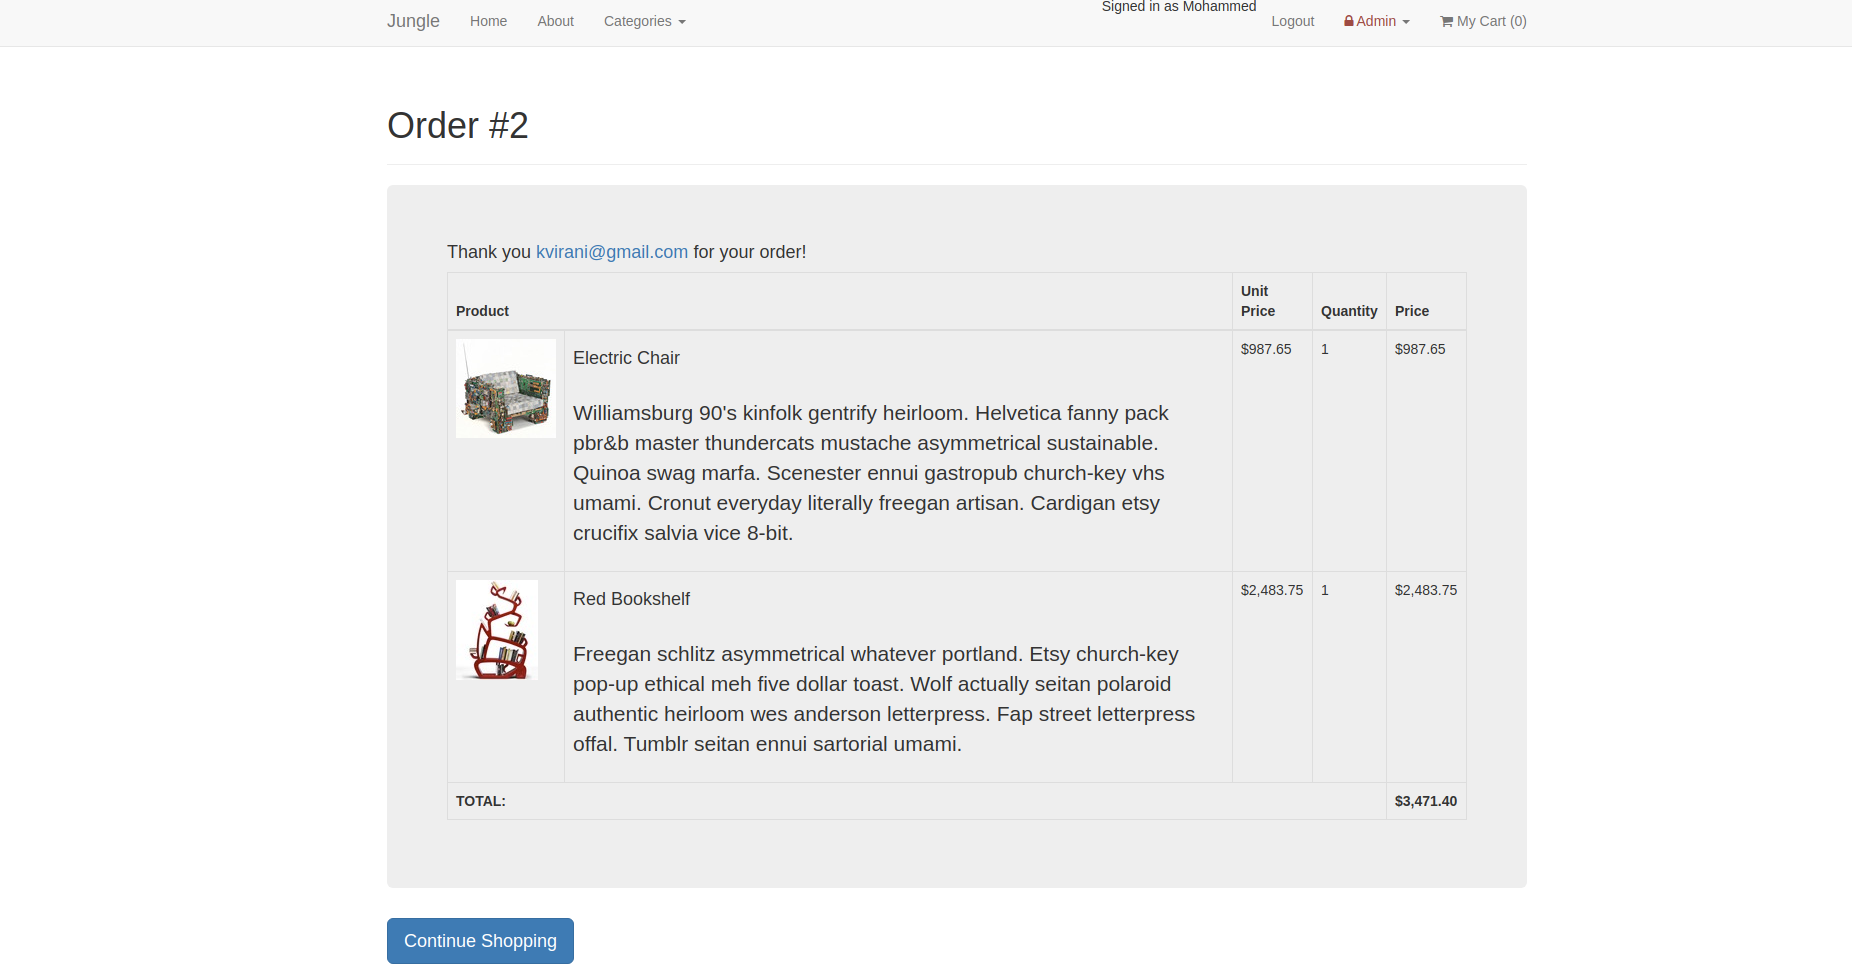 Signed in as Mohammed
Jungle Home About Categories Logout Admin My Cart (0)
Order #2
Thank you kvirani@gmail.com for your order!
Product Unit Price Quantity Price
Electric Chair $987.65 1 $987.65
Williamsburg 90's kinfolk gentrify heirloom. Helvetica fanny pack
pbr&b master thundercats mustache asymmetrical sustainable.
Quinoa swag marfa. Scenester ennui gastropub church-key vhs
umami. Cronut everyday literally freegan artisan. Cardigan etsy
crucifix salvia vice 8-bit.
Red Bookshelf $2,483.75 1 $2,483.75
Freegan schlitz asymmetrical whatever portland. Etsy church-key
pop-up ethical meh five dollar toast. Wolf actually seitan polaroid
authentic heirloom wes anderson letterpress. Fap street letterpress
offal. Tumblr seitan ennui sartorial umami.
TOTAL: $3,471.40
Continue Shopping